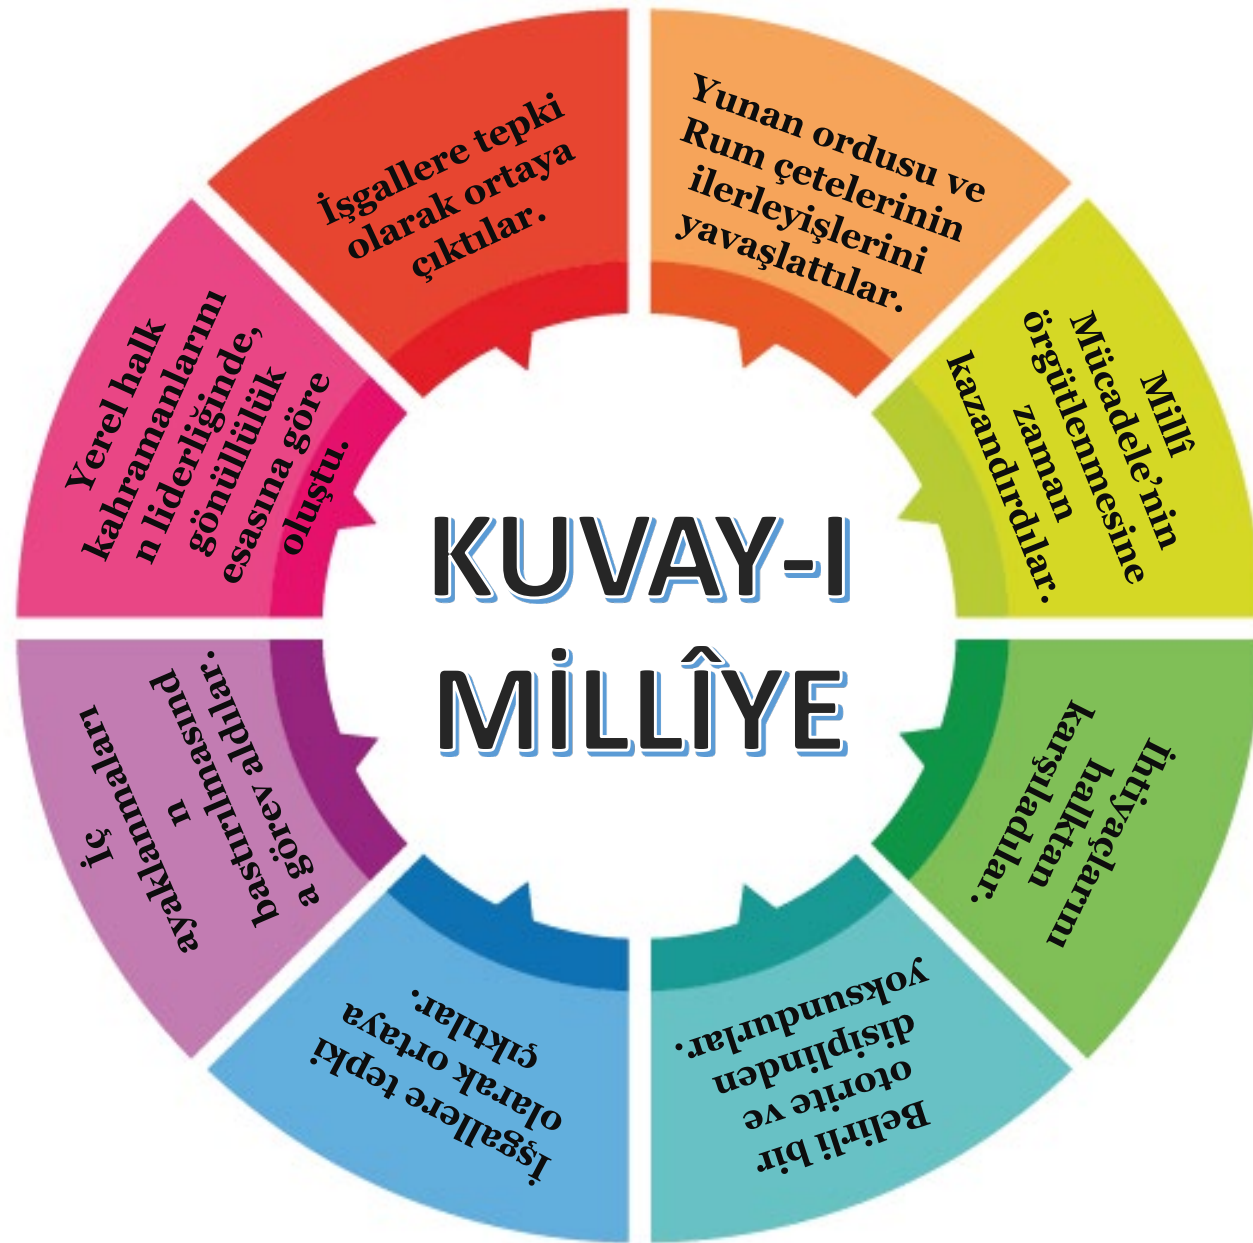 İşgallere tepki
olarak ortaya
çıktılar.
Yunan ordusu ve
Rum çetelerinin
ilerleyişlerini
yavaşlattılar.
Millî
Mücadele’nin
örgütlenmesine
zaman
kazandırdılar.
İhtiyaçlarını
halktan
karşıladılar.
Belirli bir
otorite ve
disiplinden
yoksundurlar.
İşgallere tepki
olarak ortaya
çıktılar.
İç
ayaklanmaları
n
bastırılmasınd
a görev aldılar.
Yerel halk
kahramanlarını
n liderliğinde,
gönüllülük
esasına göre
oluştu.
KUVAY-I
MİLLÎYE